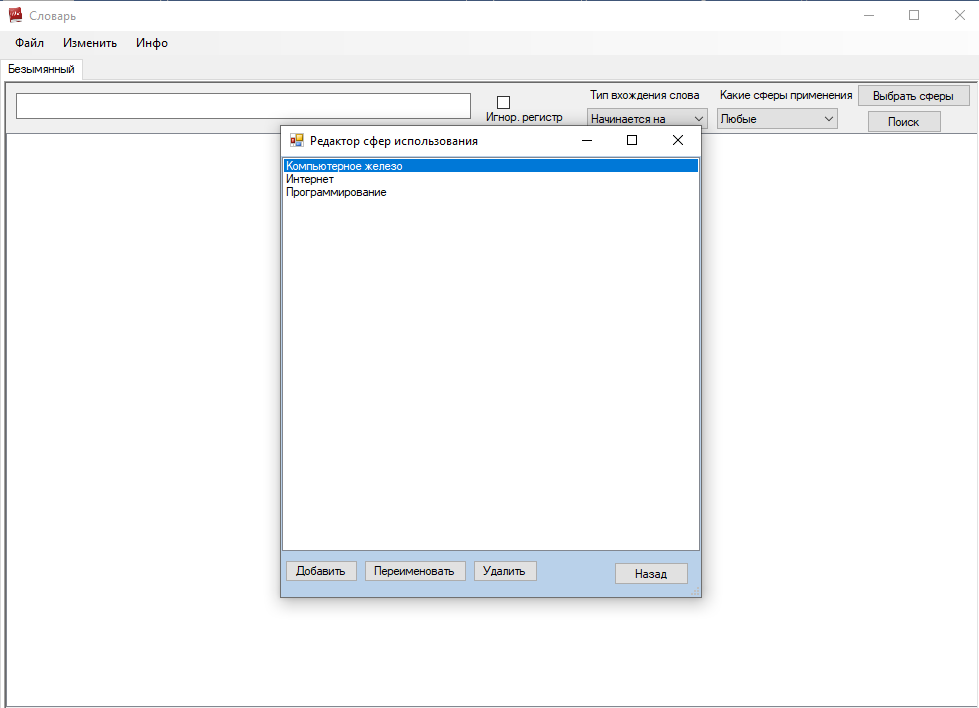 Словарь
Файл Изменить Инфо
Безымянный
Игнор. регистр
Тип вхождения слова
Начинается на
Какие сферы применения
Любые
Выбрать сферы
Поиск
Редактор сфер использования
Компьютерное железо
Интернет
Программирование
Добавить Переименовать Удалить Назад